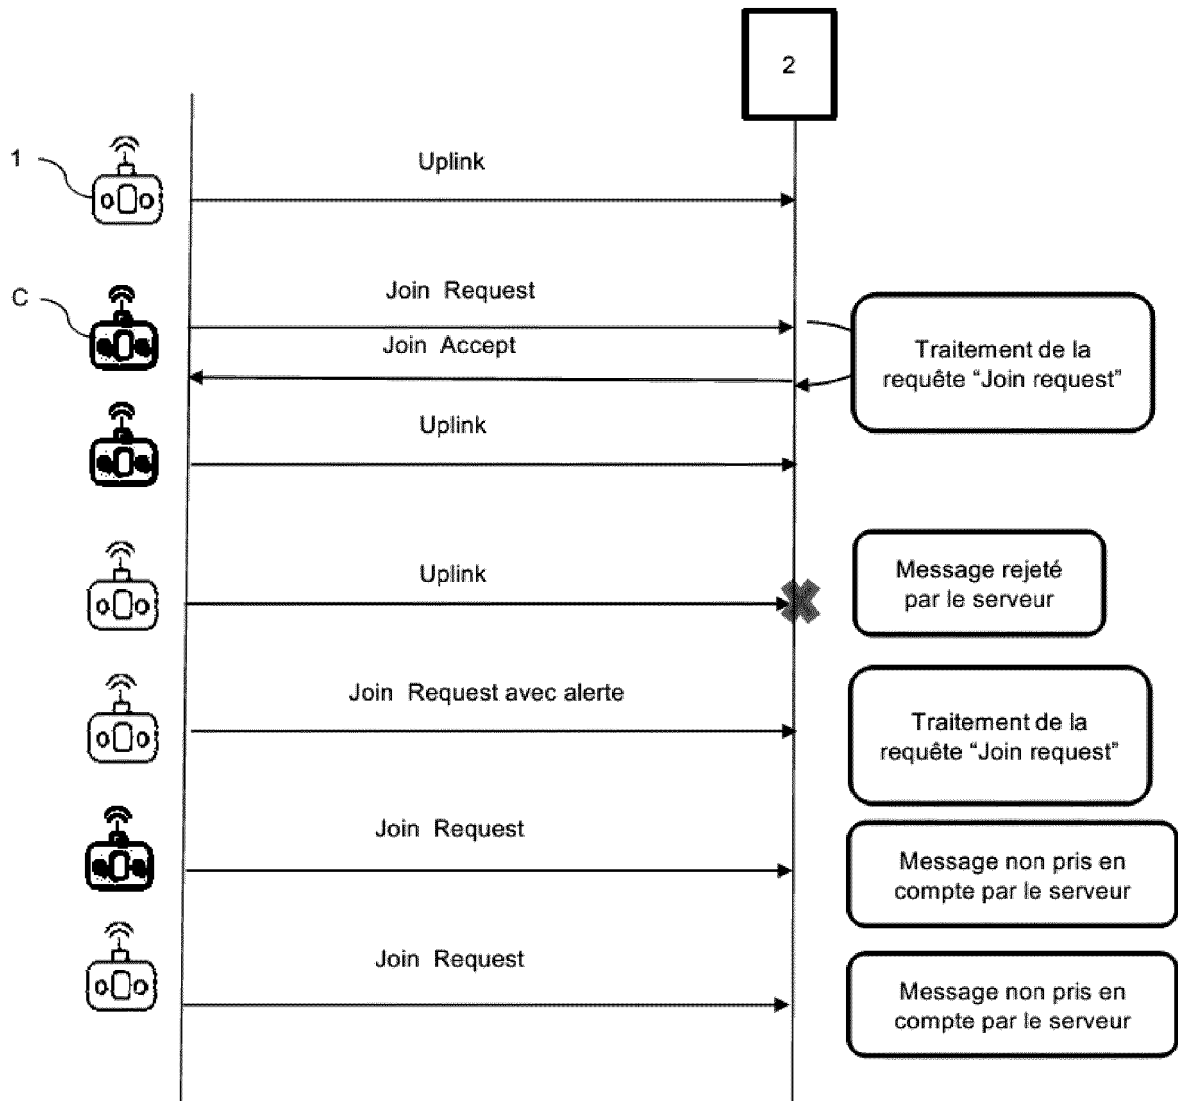 2
1
Uplink
C
Join Request
Join Accept
Traitement de la
requête “Join request”
Uplink
Uplink
Message rejeté
par le serveur
Join Request avec alerte
Traitement de la
requête “Join request”
Join Request
Message non pris en
compte par le serveur
Join Request
Message non pris en
compte par le serveur